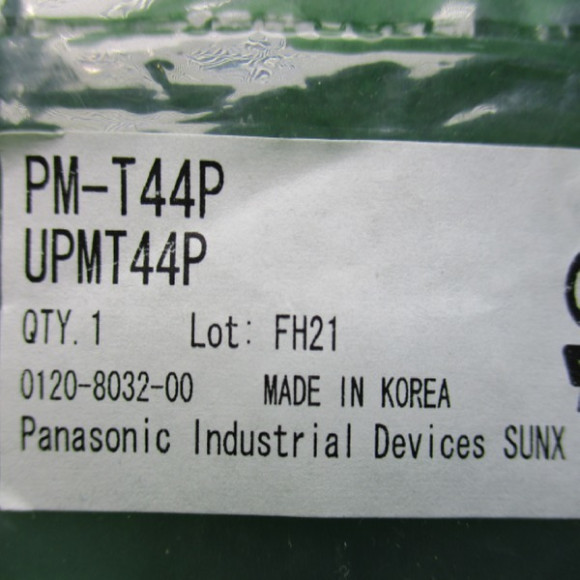 PM-T44P
UPMT44P
QTY.1 Lot: FH21
0120-8032-00 MADE IN KOREA
Panasonic Industrial Devices SUNX